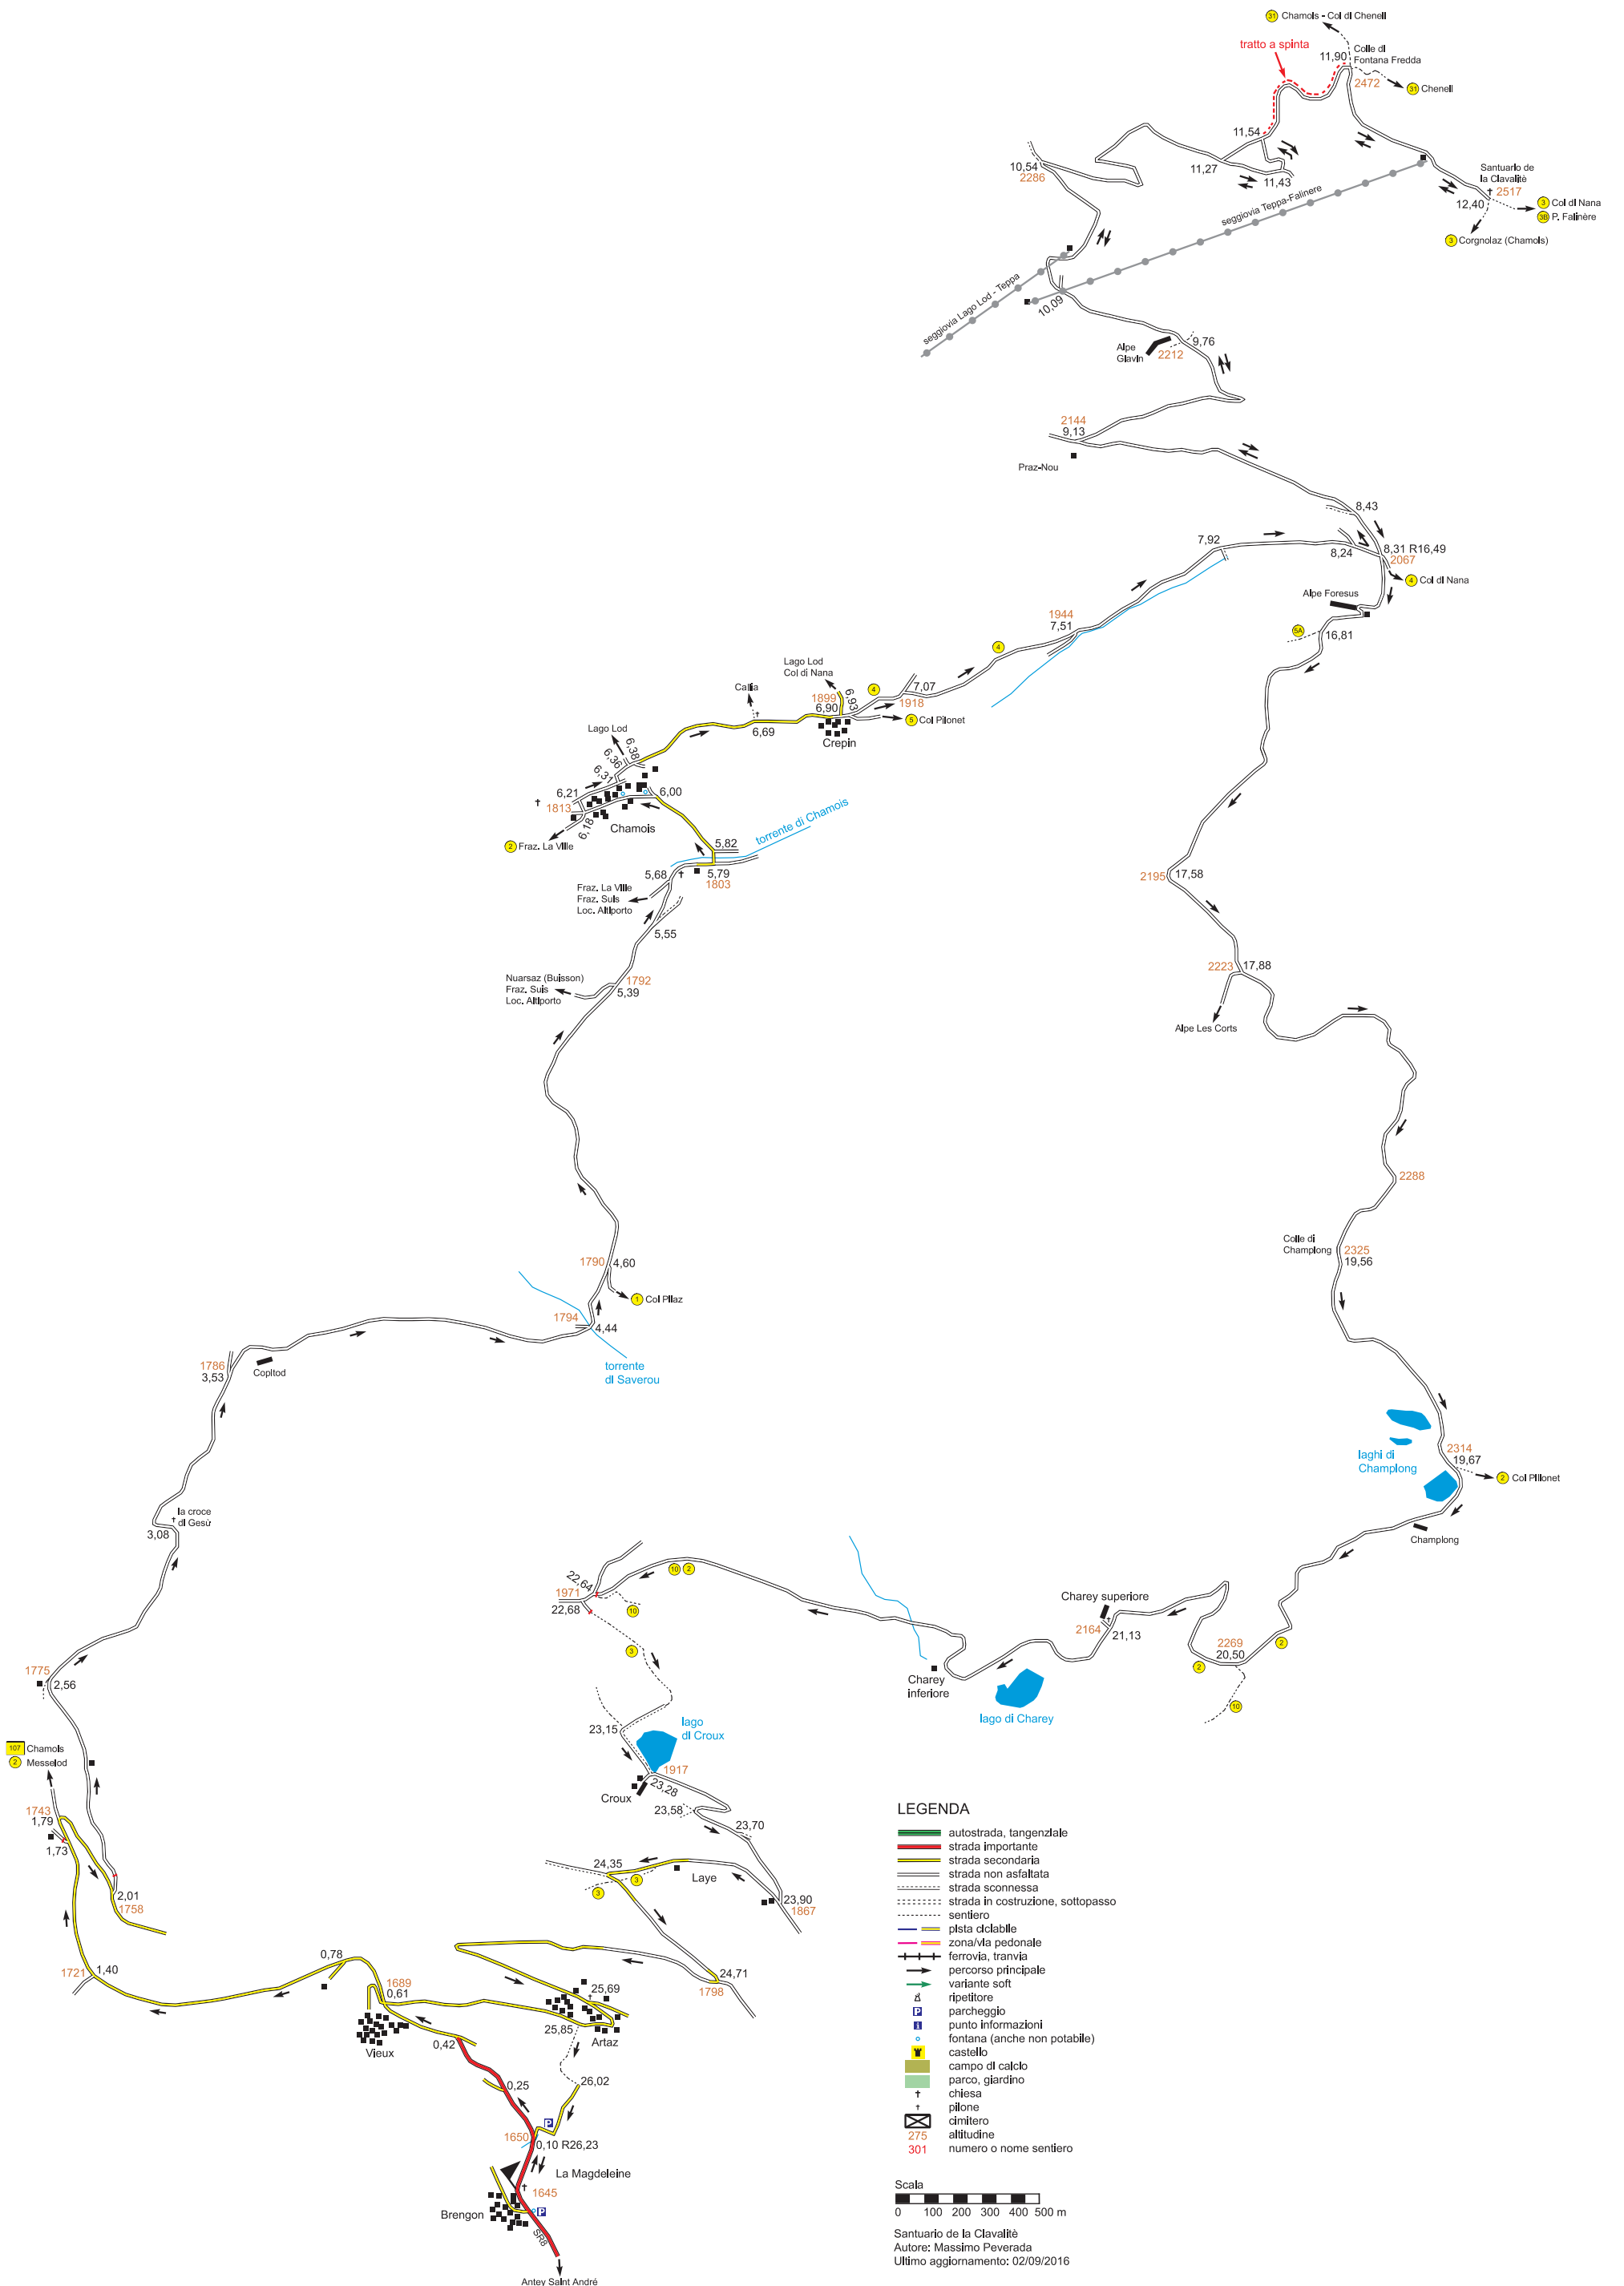 31 Chamois - Col di Cheneil
tratto a spinta
11,90
Colle di
Fontana Fredda
2472
31 Cheneil
11,54
11,27
11,43
10,54
2286
Santuario de
la Clavalitè
2517
12,40
3 Col di Nana
3B P. Falinère
3 Corgnolaz (Chamois)
seggiovia Teppa-Falinere
seggiovia Lago Lod - Teppa
10,09
Alpe
Glavin
2212
9,76
2144
9,13
Praz-Nou
8,43
7,92
8,24
8,31 R16,49
2067
4 Col di Nana
Alpe Foresus
5A
16,81
1944
7,51
4
Lago Lod
Col di Nana
Cailla
1899
6,90
6,93
4
7,07
1918
5 Col Pilonet
Crepin
6,69
Lago Lod
6,38
6,36
6,31
6,21
1813
6,18
6,00
Chamois
2 Fraz. La Ville
torrente di Chamois
5,82
5,79
1803
5,68
Fraz. La Ville
Fraz. Suis
Loc. Altiporto
5,55
2195
17,58
Nuarsaz (Buisson)
Fraz. Suis
Loc. Altiporto
1792
5,39
2223
17,88
Alpe Les Corts
2288
Colle di
Champlong
2325
19,56
1790
4,60
1 Col Pilaz
1794
4,44
torrente
di Saverou
1786
3,53
Copitod
laghi di
Champlong
2314
19,67
2 Col Pillonet
Champlong
la croce
di Gesù
3,08
22,64
1971
22,68
10 2
10
3
Charey superiore
2164
21,13
2269
20,50
2
2
10
Charey
inferiore
lago di Charey
1775
2,56
23,15
lago
di Croux
1917
23,28
Croux
23,58
23,70
107 Chamois
2 Messelod
1743
1,79
1,73
2,01
1758
24,35
3
3
Laye
23,90
1867
1721
1,40
0,78
1689
0,61
24,71
1798
25,69
25,85
Artaz
Vieux
0,42
0,25
26,02
P
1650
0,10 R26,23
La Magdeleine
1645
Brengon
P
SR8
Antey Saint André
LEGENDA
autostrada, tangenziale
strada importante
strada secondaria
strada non asfaltata
strada sconnessa
strada in costruzione, sottopasso
sentiero
pista ciclabile
zona/via pedonale
ferrovia, tranvia
percorso principale
variante soft
ripetitore
P parcheggio
i punto informazioni
fontana (anche non potabile)
castello
campo di calcio
parco, giardino
chiesa
pilone
cimitero
275 altitudine
301 numero o nome sentiero
Scala
0 100 200 300 400 500 m
Santuario de la Clavalitè
Autore: Massimo Peverada
Ultimo aggiornamento: 02/09/2016